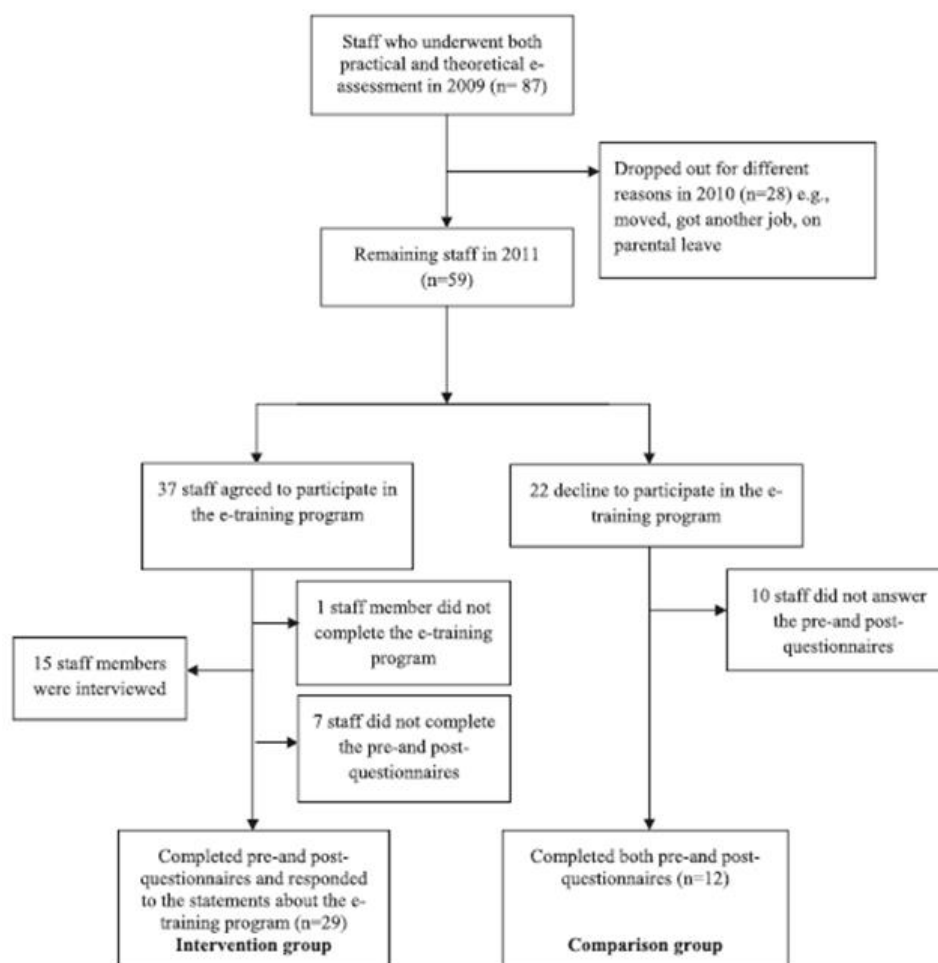 Staff who underwent both
practical and theoretical e-
assessment in 2009 (n= 87)
Dropped out for different
reasons in 2010 (n=28) e.g.,
moved, got another job, on
parental leave
Remaining staff in 2011
(n=59)
37 staff agreed to participate in
the e-training program
22 decline to participate in the e-
training program
1 staff member did not
complete the e-training
program
10 staff did not answer
the pre-and post-
questionnaires
15 staff members
were interviewed
7 staff did not complete
the pre-and post-
questionnaires
Completed pre-and post-
questionnaires and responded
to the statements about the e-
training program (n=29)
Intervention group
Completed both pre-and post-
questionnaires (n=12)
Comparison group